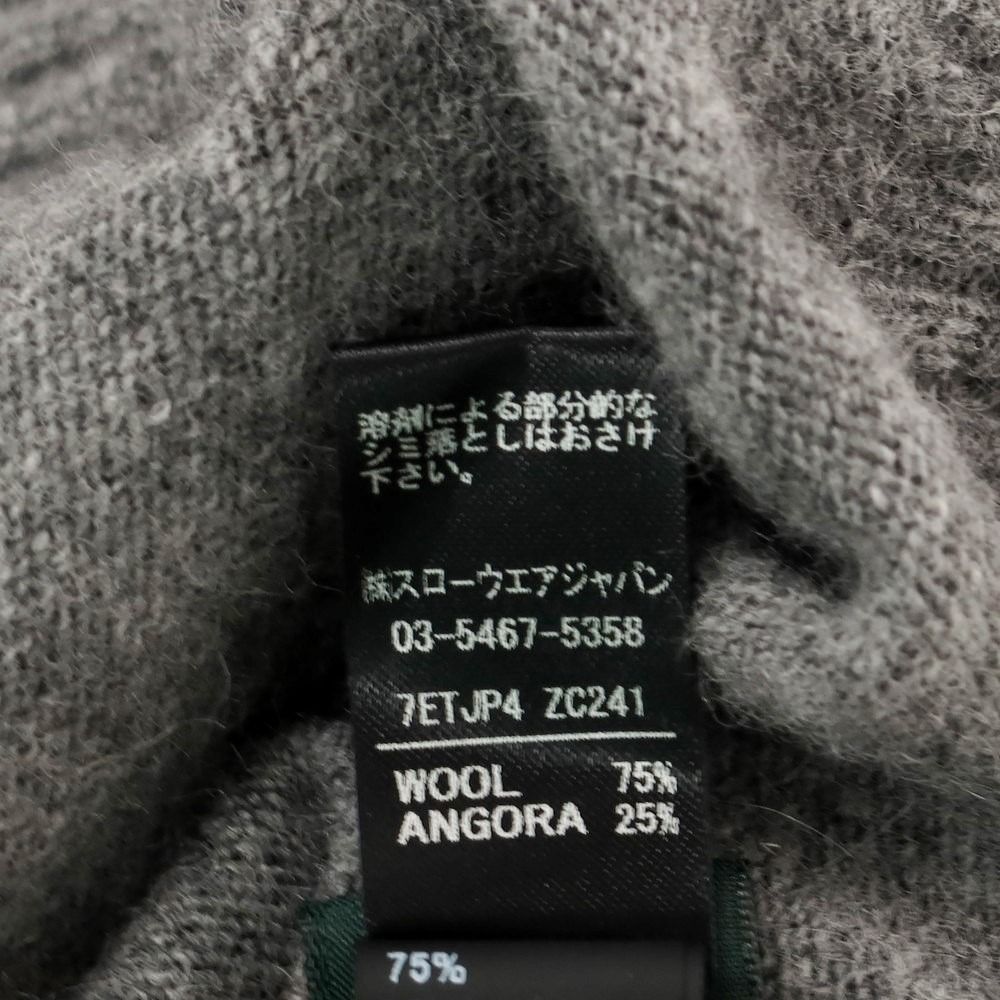 溶剤による部分的な
シミ落としはおさけ
下さい。
㈱スローウエアジャパン
03-5467-5358
7ETJP4 ZC241
WOOL 75%
ANGORA 25%
75%